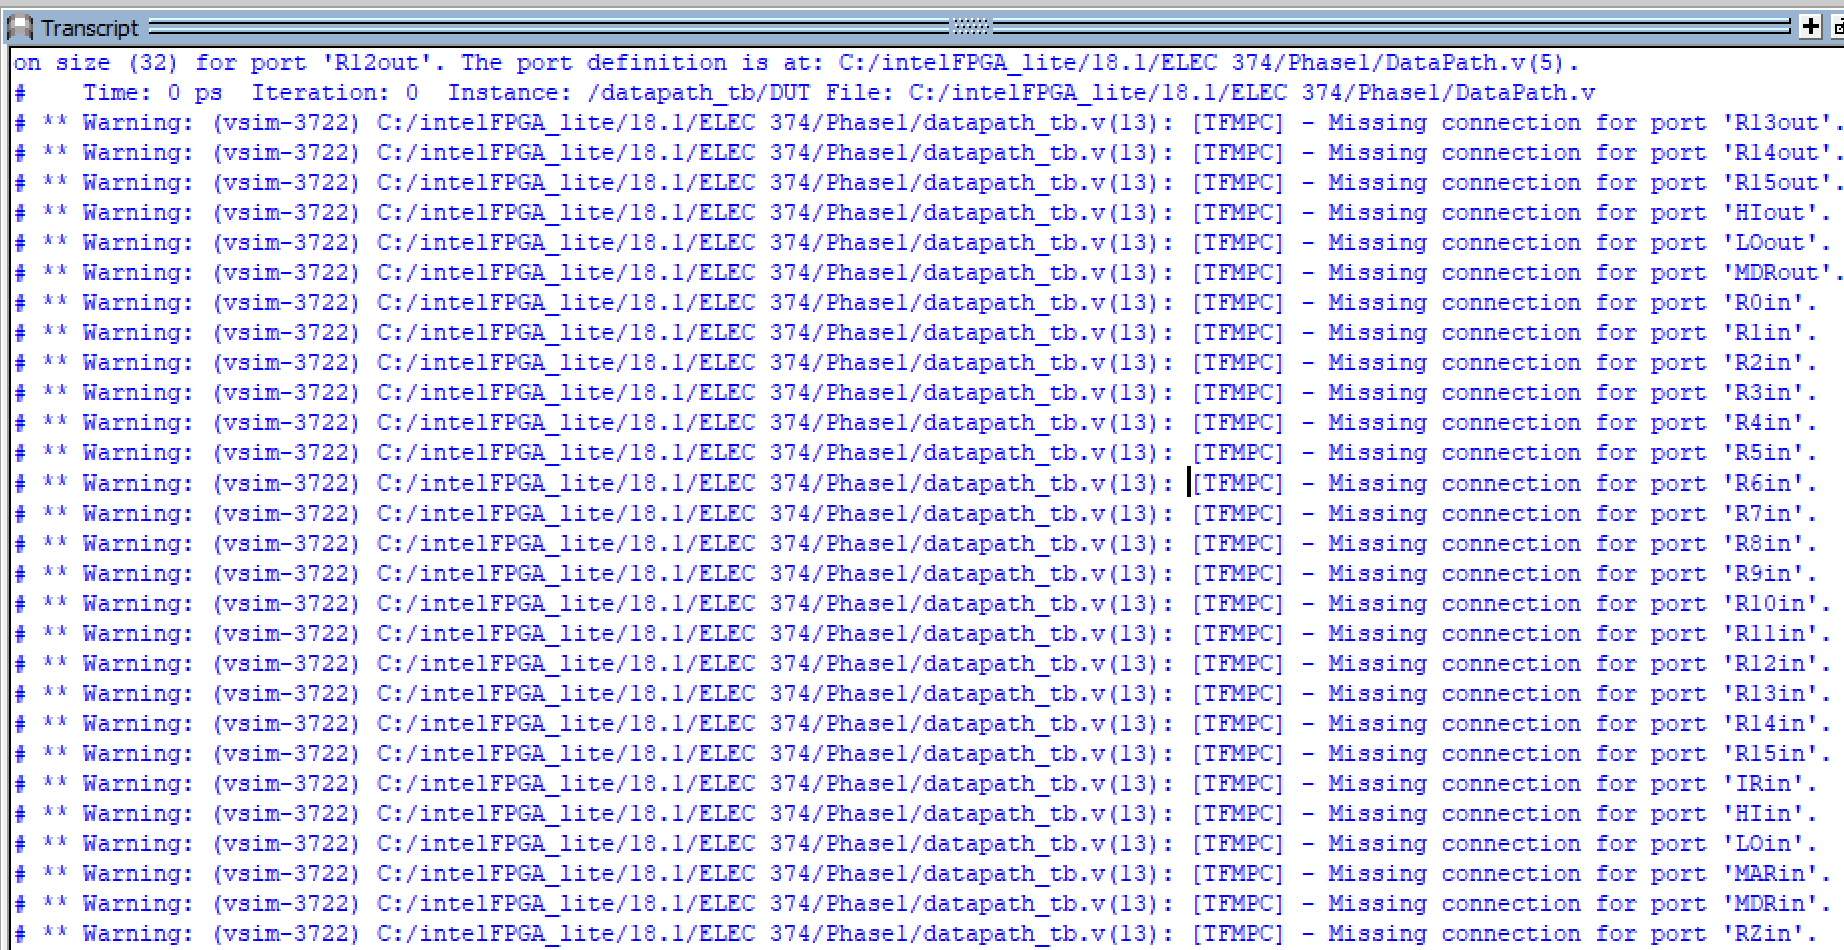 Transcript
on size (32) for port 'R12out'. The port definition is at: C:/intelFPGA_lite/18.1/ELEC 374/Phase1/DataPath.v(5).
#    Time: 0 ps  Iteration: 0  Instance: /datapath_tb/DUT File: C:/intelFPGA_lite/18.1/ELEC 374/Phase1/DataPath.v
# ** Warning: (vsim-3722) C:/intelFPGA_lite/18.1/ELEC 374/Phase1/datapath_tb.v(13): [TFMPC] - Missing connection for port 'R13out'.
# ** Warning: (vsim-3722) C:/intelFPGA_lite/18.1/ELEC 374/Phase1/datapath_tb.v(13): [TFMPC] - Missing connection for port 'R14out'.
# ** Warning: (vsim-3722) C:/intelFPGA_lite/18.1/ELEC 374/Phase1/datapath_tb.v(13): [TFMPC] - Missing connection for port 'R15out'.
# ** Warning: (vsim-3722) C:/intelFPGA_lite/18.1/ELEC 374/Phase1/datapath_tb.v(13): [TFMPC] - Missing connection for port 'HIout'.
# ** Warning: (vsim-3722) C:/intelFPGA_lite/18.1/ELEC 374/Phase1/datapath_tb.v(13): [TFMPC] - Missing connection for port 'LOout'.
# ** Warning: (vsim-3722) C:/intelFPGA_lite/18.1/ELEC 374/Phase1/datapath_tb.v(13): [TFMPC] - Missing connection for port 'MDRout'.
# ** Warning: (vsim-3722) C:/intelFPGA_lite/18.1/ELEC 374/Phase1/datapath_tb.v(13): [TFMPC] - Missing connection for port 'R0in'.
# ** Warning: (vsim-3722) C:/intelFPGA_lite/18.1/ELEC 374/Phase1/datapath_tb.v(13): [TFMPC] - Missing connection for port 'R1in'.
# ** Warning: (vsim-3722) C:/intelFPGA_lite/18.1/ELEC 374/Phase1/datapath_tb.v(13): [TFMPC] - Missing connection for port 'R2in'.
# ** Warning: (vsim-3722) C:/intelFPGA_lite/18.1/ELEC 374/Phase1/datapath_tb.v(13): [TFMPC] - Missing connection for port 'R3in'.
# ** Warning: (vsim-3722) C:/intelFPGA_lite/18.1/ELEC 374/Phase1/datapath_tb.v(13): [TFMPC] - Missing connection for port 'R4in'.
# ** Warning: (vsim-3722) C:/intelFPGA_lite/18.1/ELEC 374/Phase1/datapath_tb.v(13): [TFMPC] - Missing connection for port 'R5in'.
# ** Warning: (vsim-3722) C:/intelFPGA_lite/18.1/ELEC 374/Phase1/datapath_tb.v(13): [TFMPC] - Missing connection for port 'R6in'.
# ** Warning: (vsim-3722) C:/intelFPGA_lite/18.1/ELEC 374/Phase1/datapath_tb.v(13): [TFMPC] - Missing connection for port 'R7in'.
# ** Warning: (vsim-3722) C:/intelFPGA_lite/18.1/ELEC 374/Phase1/datapath_tb.v(13): [TFMPC] - Missing connection for port 'R8in'.
# ** Warning: (vsim-3722) C:/intelFPGA_lite/18.1/ELEC 374/Phase1/datapath_tb.v(13): [TFMPC] - Missing connection for port 'R9in'.
# ** Warning: (vsim-3722) C:/intelFPGA_lite/18.1/ELEC 374/Phase1/datapath_tb.v(13): [TFMPC] - Missing connection for port 'R10in'.
# ** Warning: (vsim-3722) C:/intelFPGA_lite/18.1/ELEC 374/Phase1/datapath_tb.v(13): [TFMPC] - Missing connection for port 'R11in'.
# ** Warning: (vsim-3722) C:/intelFPGA_lite/18.1/ELEC 374/Phase1/datapath_tb.v(13): [TFMPC] - Missing connection for port 'R12in'.
# ** Warning: (vsim-3722) C:/intelFPGA_lite/18.1/ELEC 374/Phase1/datapath_tb.v(13): [TFMPC] - Missing connection for port 'R13in'.
# ** Warning: (vsim-3722) C:/intelFPGA_lite/18.1/ELEC 374/Phase1/datapath_tb.v(13): [TFMPC] - Missing connection for port 'R14in'.
# ** Warning: (vsim-3722) C:/intelFPGA_lite/18.1/ELEC 374/Phase1/datapath_tb.v(13): [TFMPC] - Missing connection for port 'R15in'.
# ** Warning: (vsim-3722) C:/intelFPGA_lite/18.1/ELEC 374/Phase1/datapath_tb.v(13): [TFMPC] - Missing connection for port 'IRin'.
# ** Warning: (vsim-3722) C:/intelFPGA_lite/18.1/ELEC 374/Phase1/datapath_tb.v(13): [TFMPC] - Missing connection for port 'HIin'.
# ** Warning: (vsim-3722) C:/intelFPGA_lite/18.1/ELEC 374/Phase1/datapath_tb.v(13): [TFMPC] - Missing connection for port 'LOin'.
# ** Warning: (vsim-3722) C:/intelFPGA_lite/18.1/ELEC 374/Phase1/datapath_tb.v(13): [TFMPC] - Missing connection for port 'MARin'.
# ** Warning: (vsim-3722) C:/intelFPGA_lite/18.1/ELEC 374/Phase1/datapath_tb.v(13): [TFMPC] - Missing connection for port 'MDRin'.
# ** Warning: (vsim-3722) C:/intelFPGA_lite/18.1/ELEC 374/Phase1/datapath_tb.v(13): [TFMPC] - Missing connection for port 'RZin'.